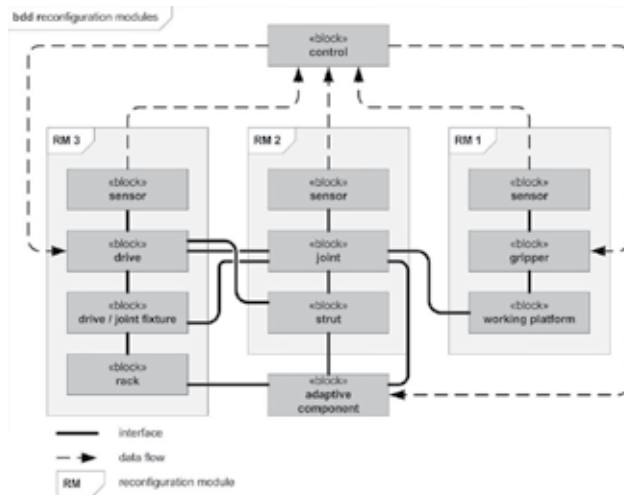 bdd reconfiguration modules
«block»
control
RM 3
RM 2
RM 1
«block»
sensor
«block»
sensor
«block»
sensor
«block»
drive
«block»
joint
«block»
gripper
«block»
drive / joint fixture
«block»
strut
«block»
working platform
«block»
rack
«block»
adaptive
component
interface
data flow
RM reconfiguration module